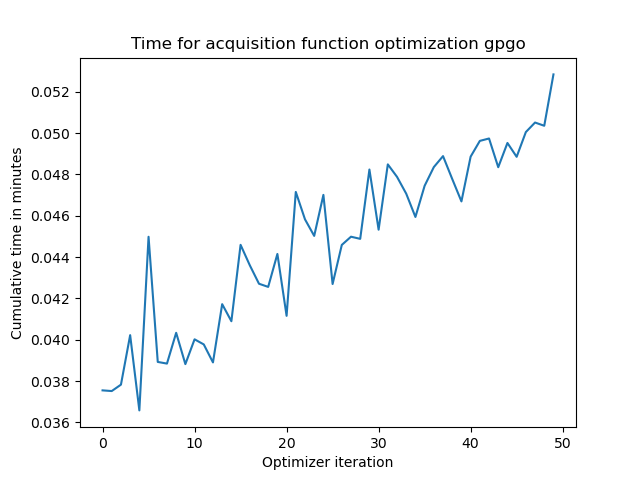 Time for acquisition function optimization gpgo
0.052
0.050
0.048
0.046
0.044
0.042
0.040
0.038
0.036
Cumulative time in minutes
0 10 20 30 40 50
Optimizer iteration